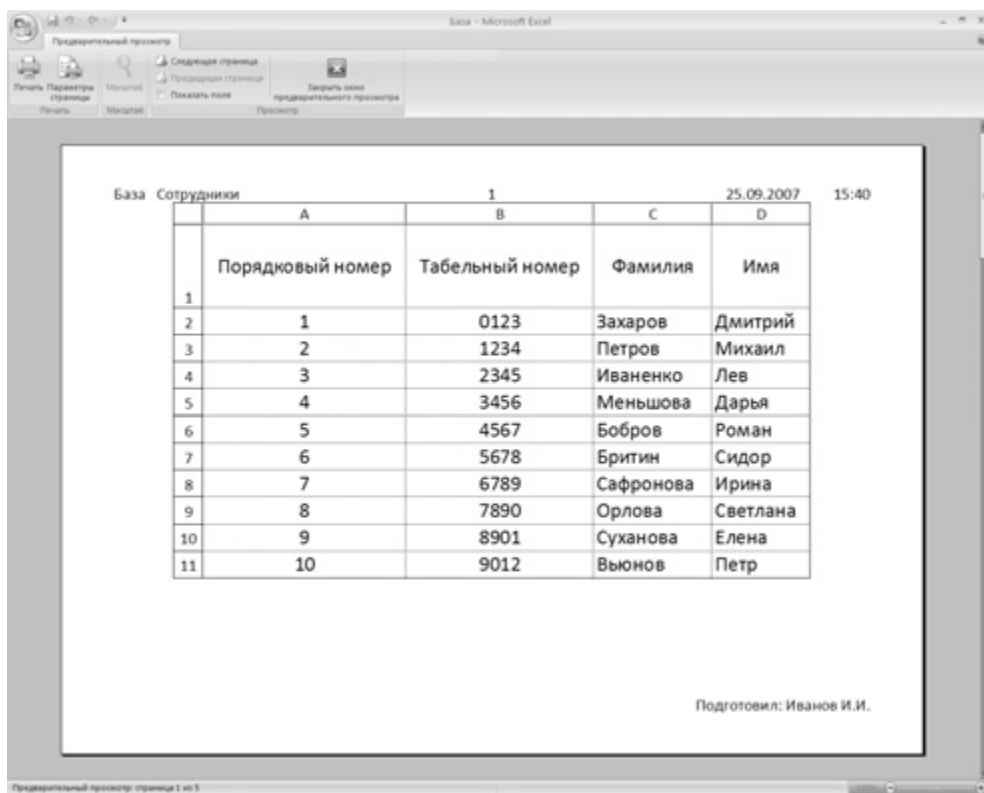 База - Microsoft Excel
Предварительный просмотр
Печать
Параметры страницы
Масштаб
Следующая страница
Предыдущая страница
Показать поля
Закрыть окно предварительного просмотра
Печать
Масштаб
Просмотр
База Сотрудники 1 25.09.2007 15:40
A B C D
1 Порядковый номер Табельный номер Фамилия Имя
2 1 0123 Захаров Дмитрий
3 2 1234 Петров Михаил
4 3 2345 Иваненко Лев
5 4 3456 Меньшова Дарья
6 5 4567 Бобров Роман
7 6 5678 Бритин Сидор
8 7 6789 Сафронова Ирина
9 8 7890 Орлова Светлана
10 9 8901 Суханова Елена
11 10 9012 Вьюнов Петр
Подготовил: Иванов И.И.
Предварительный просмотр: страница 1 из 5